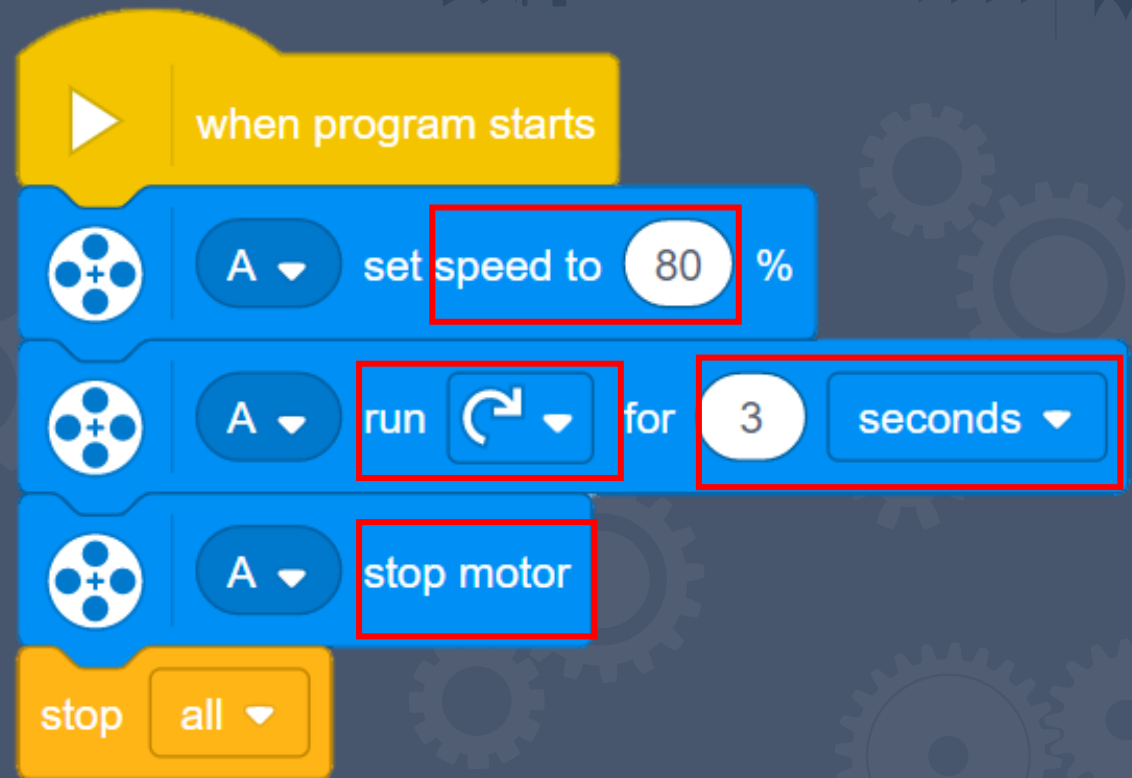 when program starts
A set speed to 80 %
A run for 3 seconds
A stop motor
stop all